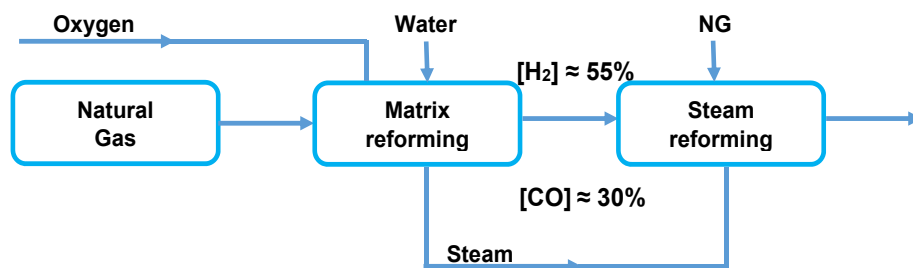 Oxygen
Water
NG
[H₂] ≈ 55%
Natural
Gas
Matrix
reforming
Steam
reforming
[CO] ≈ 30%
Steam